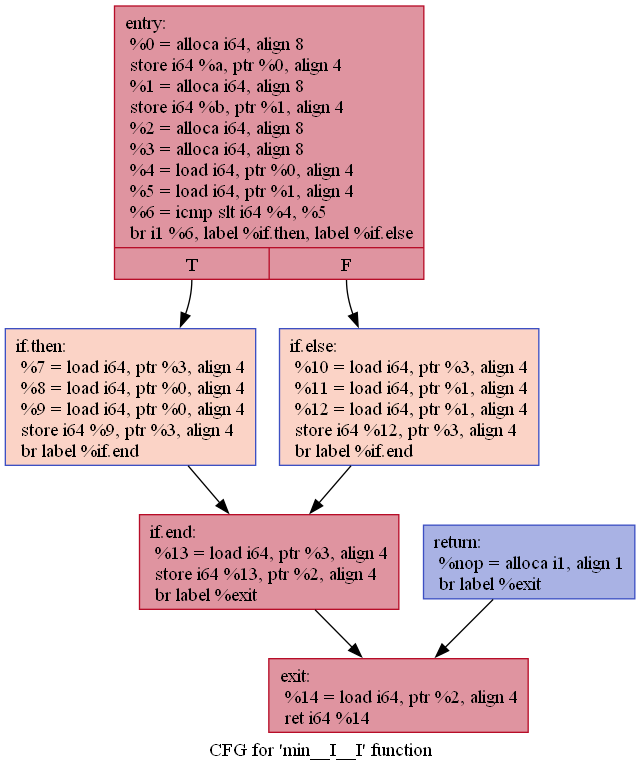 entry:
%0 = alloca i64, align 8
store i64 %a, ptr %0, align 4
%1 = alloca i64, align 8
store i64 %b, ptr %1, align 4
%2 = alloca i64, align 8
%3 = alloca i64, align 8
%4 = load i64, ptr %0, align 4
%5 = load i64, ptr %1, align 4
%6 = icmp slt i64 %4, %5
br i1 %6, label %if.then, label %if.else
T F
if.then:
%7 = load i64, ptr %3, align 4
%8 = load i64, ptr %0, align 4
%9 = load i64, ptr %0, align 4
store i64 %9, ptr %3, align 4
br label %if.end
if.else:
%10 = load i64, ptr %3, align 4
%11 = load i64, ptr %1, align 4
%12 = load i64, ptr %1, align 4
store i64 %12, ptr %3, align 4
br label %if.end
if.end:
%13 = load i64, ptr %3, align 4
store i64 %13, ptr %2, align 4
br label %exit
return:
%nop = alloca i1, align 1
br label %exit
exit:
%14 = load i64, ptr %2, align 4
ret i64 %14
CFG for 'min__I__I' function